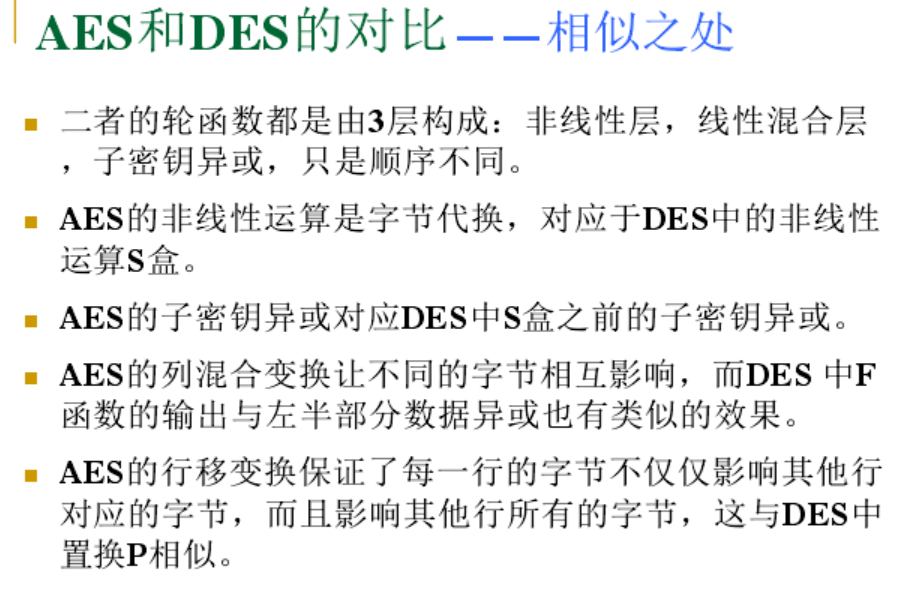 AES和DES的对比——相似之处
二者的轮函数都是由3层构成：非线性层，线性混合层
，子密钥异或，只是顺序不同。
AES的非线性运算是字节代换，对应于DES中的非线性
运算S盒。
AES的子密钥异或对应DES中S盒之前的子密钥异或。
AES的列混合变换让不同的字节相互影响，而DES 中F
函数的输出与左半部分数据异或也有类似的效果。
AES的行移变换保证了每一行的字节不仅仅影响其他行
对应的字节，而且影响其他行所有的字节，这与DES中
置换P相似。